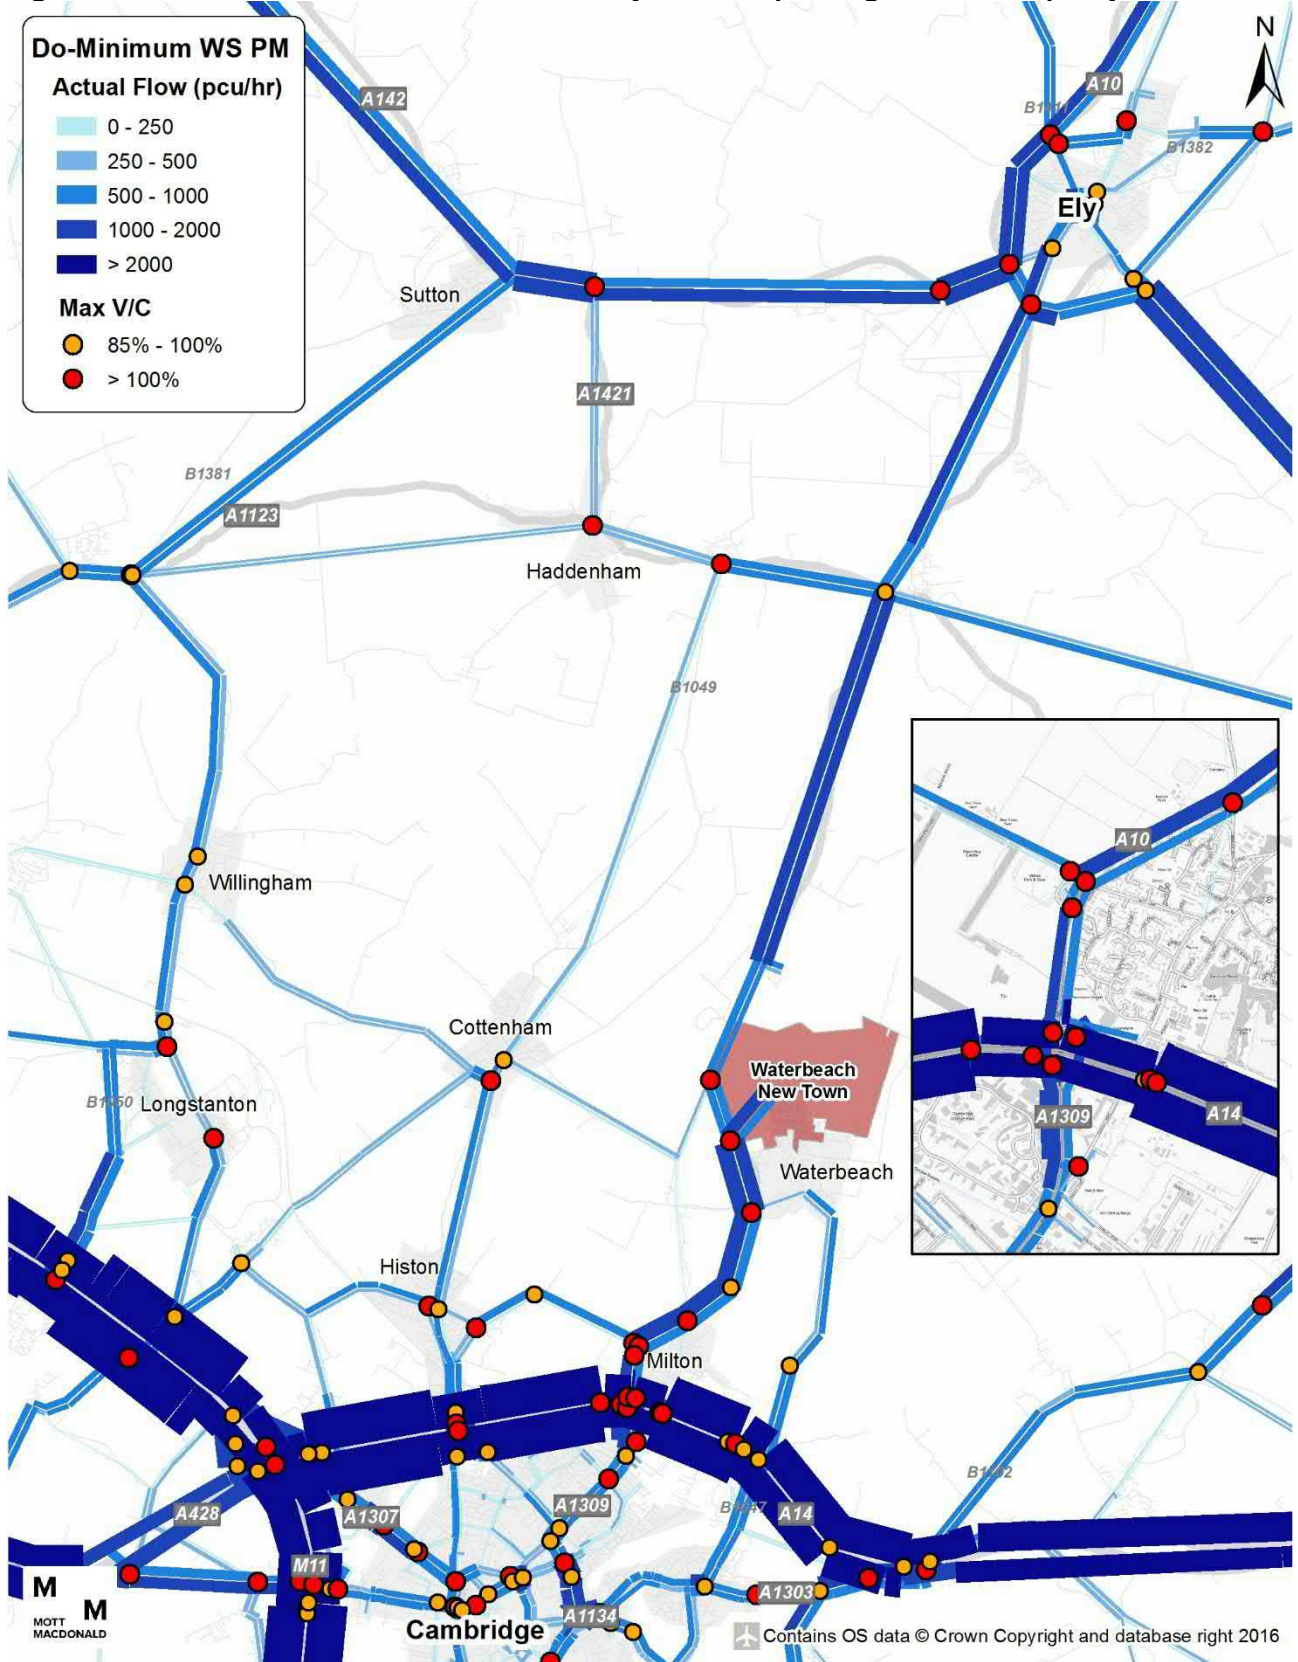 Do-Minimum WS PM
Actual Flow (pcu/hr)
0 - 250
250 - 500
500 - 1000
1000 - 2000
> 2000
Max V/C
85% - 100%
> 100%
N
A142
A10
B1382
Ely
Sutton
A1421
B1381
A1123
Haddenham
B1049
A10
Willingham
Cottenham
Waterbeach
New Town
Longstanton
A1309
A14
Waterbeach
Histon
Milton
A428
A1307
A1309
A14
M11
A1303
A1134
Cambridge
M
M
MOTT
MACDONALD
Contains OS data © Crown Copyright and database right 2016